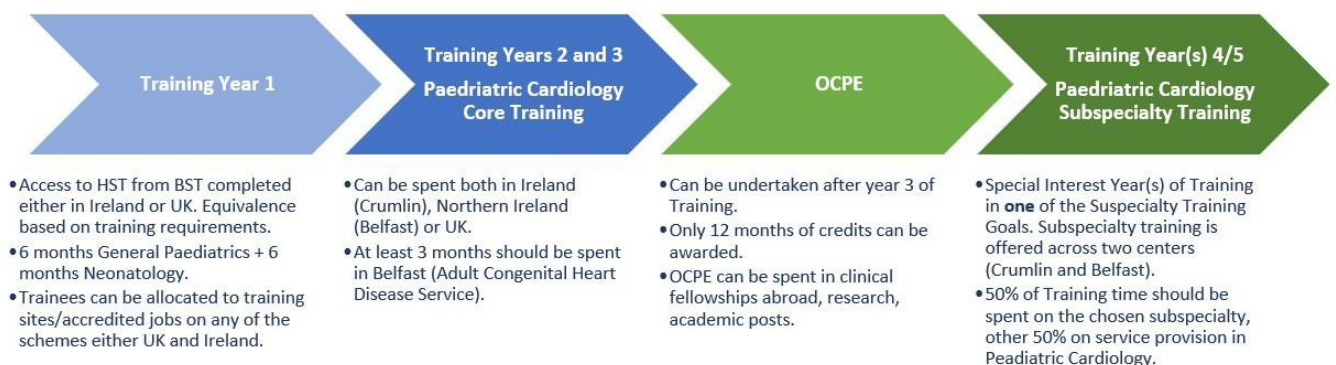 Training Year 1
Training Years 2 and 3
Paedriatric Cardiology
Core Training
OCPE
Training Year(s) 4/5
Paedriatric Cardiology
Subspecialty Training
•Access to HST from BST completed
either in Ireland or UK. Equivalence
based on training requirements.
•6 months General Paediatrics + 6
months Neonatology.
•Trainees can be allocated to training
sites/accredited jobs on any of the
schemes either UK and Ireland.
•Can be spent both in Ireland
(Crumlin), Northern Ireland
(Belfast) or UK.
•At least 3 months should be spent
in Belfast (Adult Congenital Heart
Disease Service).
•Can be undertaken after year 3 of
Training.
•Only 12 months of credits can be
awarded.
•OCPE can be spent in clinical
fellowships abroad, research,
academic posts.
•Special Interest Year(s) of Training
in one of the Suspecialty Training
Goals. Subspecialty training is
offered across two centers
(Crumlin and Belfast).
•50% of Training time should be
spent on the chosen subspecialty,
other 50% on service provision in
Peadiatric Cardiology.